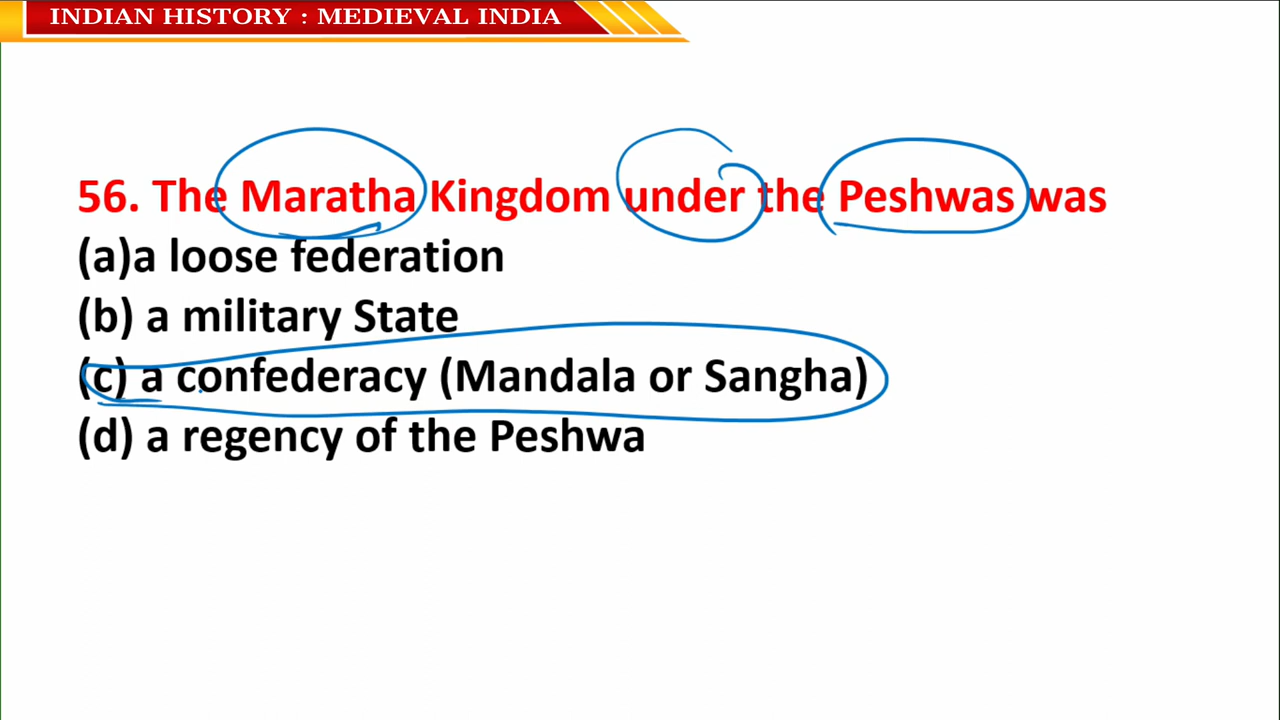 INDIAN HISTORY : MEDIEVAL INDIA
56. The Maratha Kingdom under the Peshwas was
(a)a loose federation
(b) a military State
(c) a confederacy (Mandala or Sangha)
(d) a regency of the Peshwa